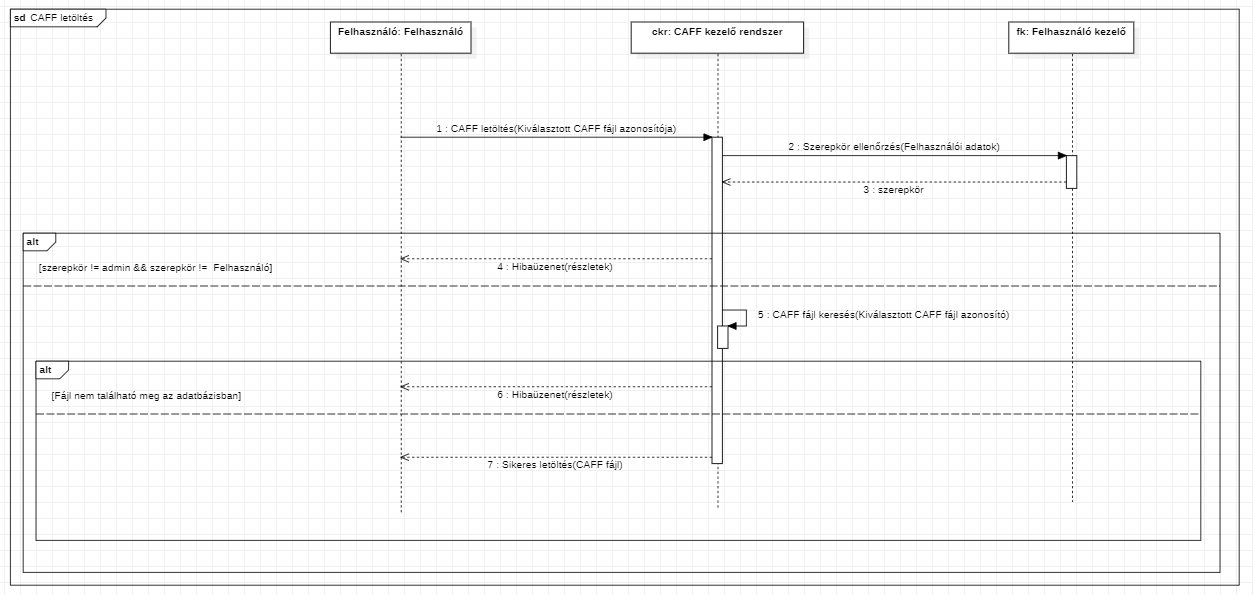 sd CAFF letöltés
Felhasználó: Felhasználó
ckr: CAFF kezelő rendszer
fk: Felhasználó kezelő
1 : CAFF letöltés(Kiválasztott CAFF fájl azonosítója)
2 : Szerepkör ellenőrzés(Felhasználói adatok)
3 : szerepkör
alt
[szerepkör != admin && szerepkör != Felhasználó]
4 : Hibaüzenet(részletek)
5 : CAFF fájl keresés(Kiválasztott CAFF fájl azonosító)
alt
[Fájl nem található meg az adatbázisban]
6 : Hibaüzenet(részletek)
7 : Sikeres letöltés(CAFF fájl)